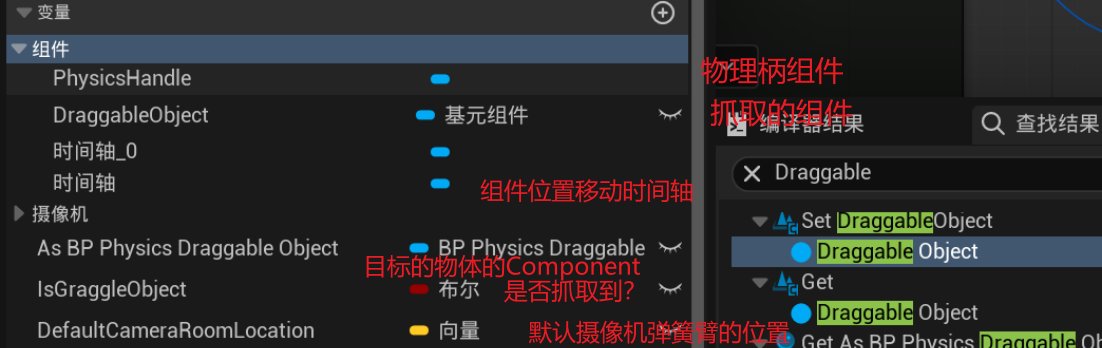 变量
组件
PhysicsHandle
物理柄组件
DraggableObject
基元组件
抓取的组件
编译器结果
查找结果
时间轴_0
时间轴
组件位置移动时间轴
Draggable
摄像机
Set DraggableObject
As BP Physics Draggable Object
BP Physics Draggable
Draggable Object
目标的物体的Component
IsGraggleObject
布尔
是否抓取到?
Get
Draggable Object
DefaultCameraRoomLocation
向量
默认摄像机弹簧臂的位置
Get As BP Physics Draggable Ob